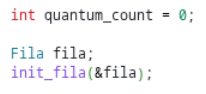 int quantum_count = 0;
Fila fila;
init_fila(&fila);